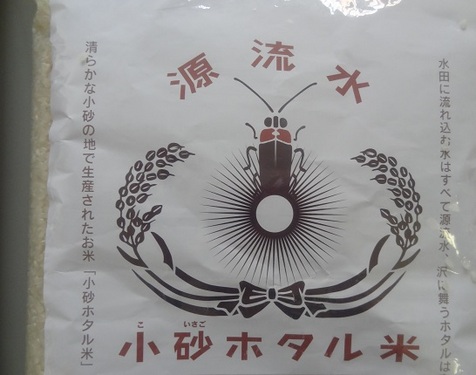 源流水
水田に流れ込む水はすべて源流水、沢に舞うホタルは
清らかな小砂の地で生産されたお米「小砂ホタル米」
こ いさご
小砂ホタル米